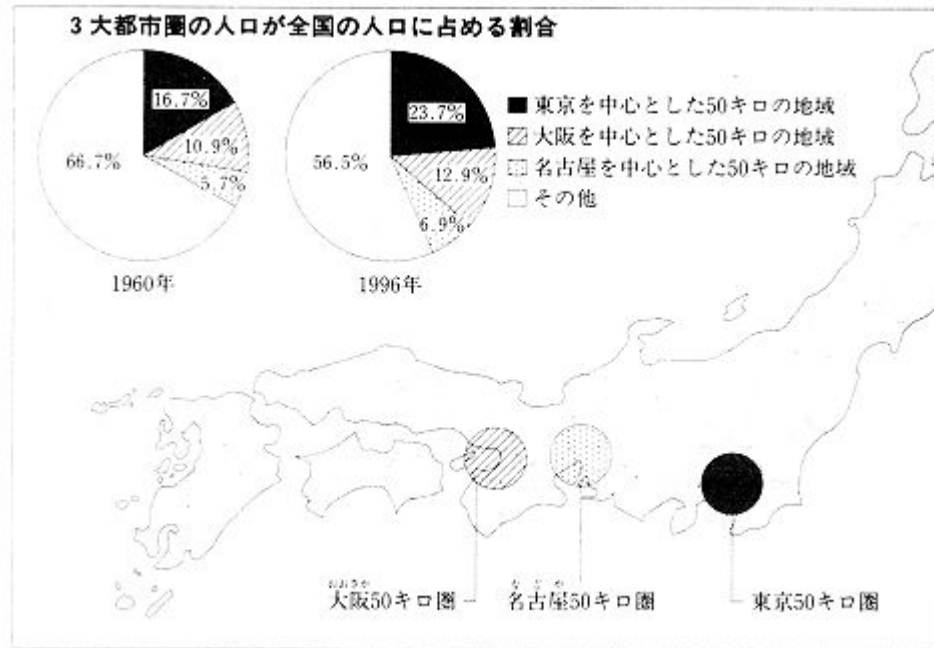 3大都市圏の人口が全国の人口に占める割合
16.7%
10.9%
5.7%
66.7%
1960年
23.7%
12.9%
6.9%
56.5%
1996年
東京を中心とした50キロの地域
大阪を中心とした50キロの地域
名古屋を中心とした50キロの地域
その他
おおさか
大阪50キロ圏
なごや
名古屋50キロ圏
東京50キロ圏